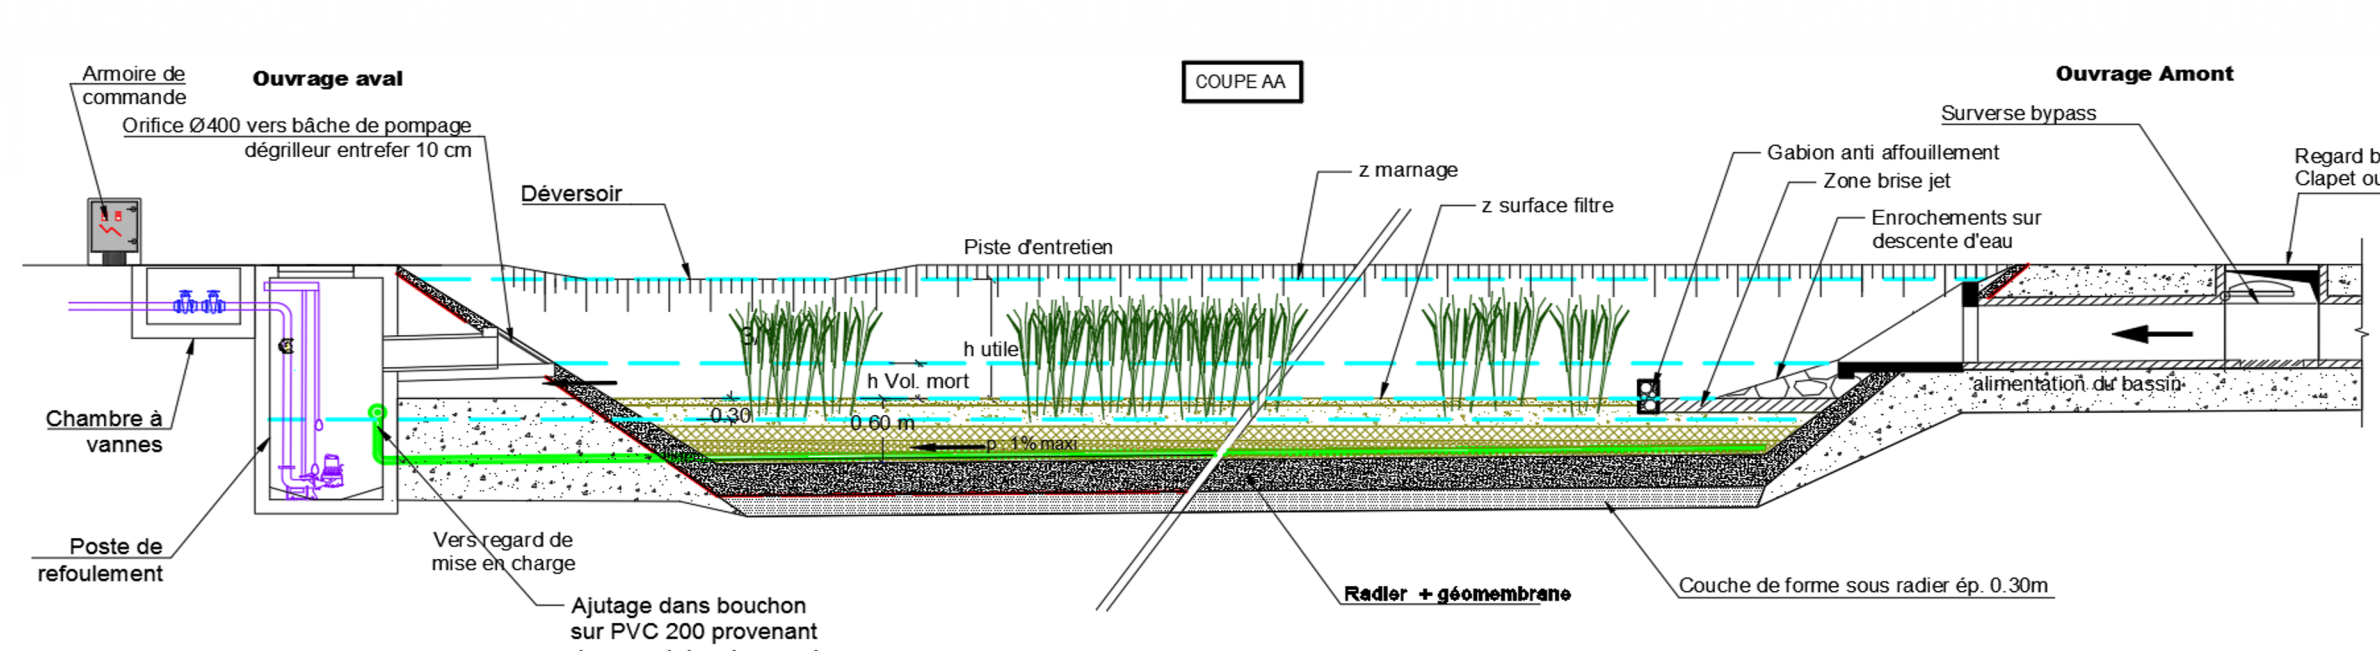 COUPE AA
Ouvrage aval
Ouvrage Amont
Armoire de
commande
Orifice Ø400 vers bâche de pompage
dégrilleur entrefer 10 cm
Déversoir
Piste d'entretien
z marnage
z surface filtre
Gabion anti affouillement
Zone brise jet
Enrochements sur
descente d'eau
Surverse bypass
Regard b
Clapet ou
h utile
h Vol. mort
0.30
0.60 m
p. 1% maxi
alimentation du bassin
Chambre à
vannes
Poste de
refoulement
Vers regard de
mise en charge
Ajutage dans bouchon
sur PVC 200 provenant
Radier + géomembrane
Couche de forme sous radier ép. 0.30m